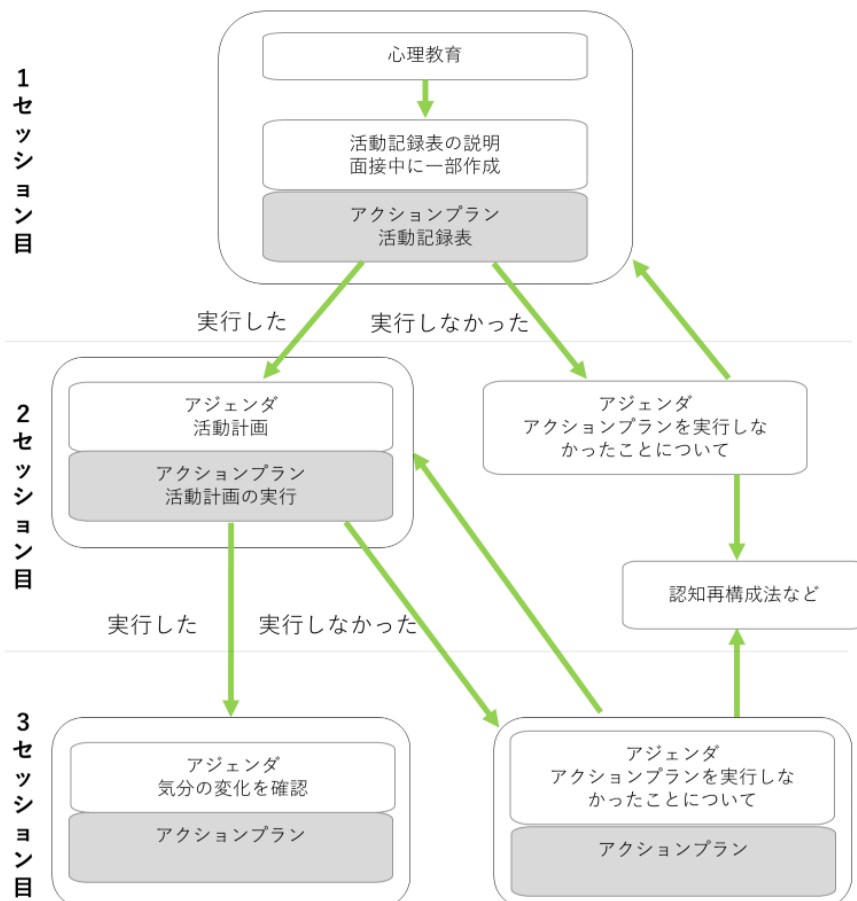 1セッション目
心理教育
活動記録表の説明
面接中に一部作成
アクションプラン
活動記録表
実行した
実行しなかった
2セッション目
アジェンダ
活動計画
アクションプラン
活動計画の実行
アジェンダ
アクションプランを実行しな
かったことについて
認知再構成法など
実行した
実行しなかった
3セッション目
アジェンダ
気分の変化を確認
アクションプラン
アジェンダ
アクションプランを実行しな
かったことについて
アクションプラン